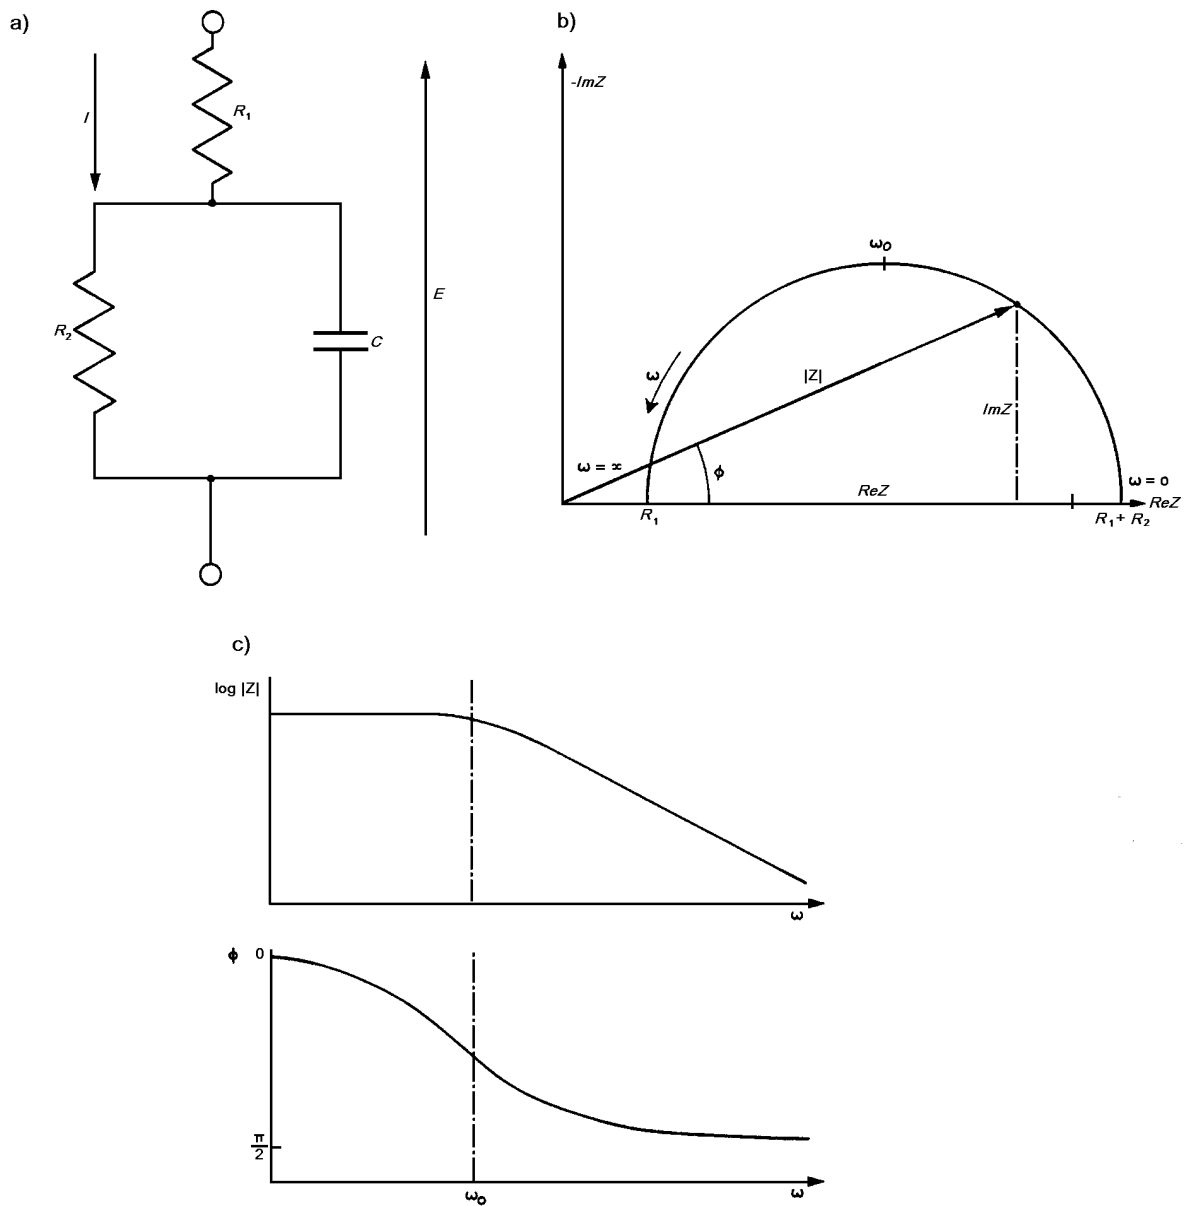 a)
I
R1
E
R2
C
b)
-ImZ
ω0
ω
|Z|
ImZ
ω = ∞
ϕ
ReZ
ω = 0
ReZ
R1
R1 + R2
c)
log |Z|
ω
ϕ 0
π/2
ω0
ω